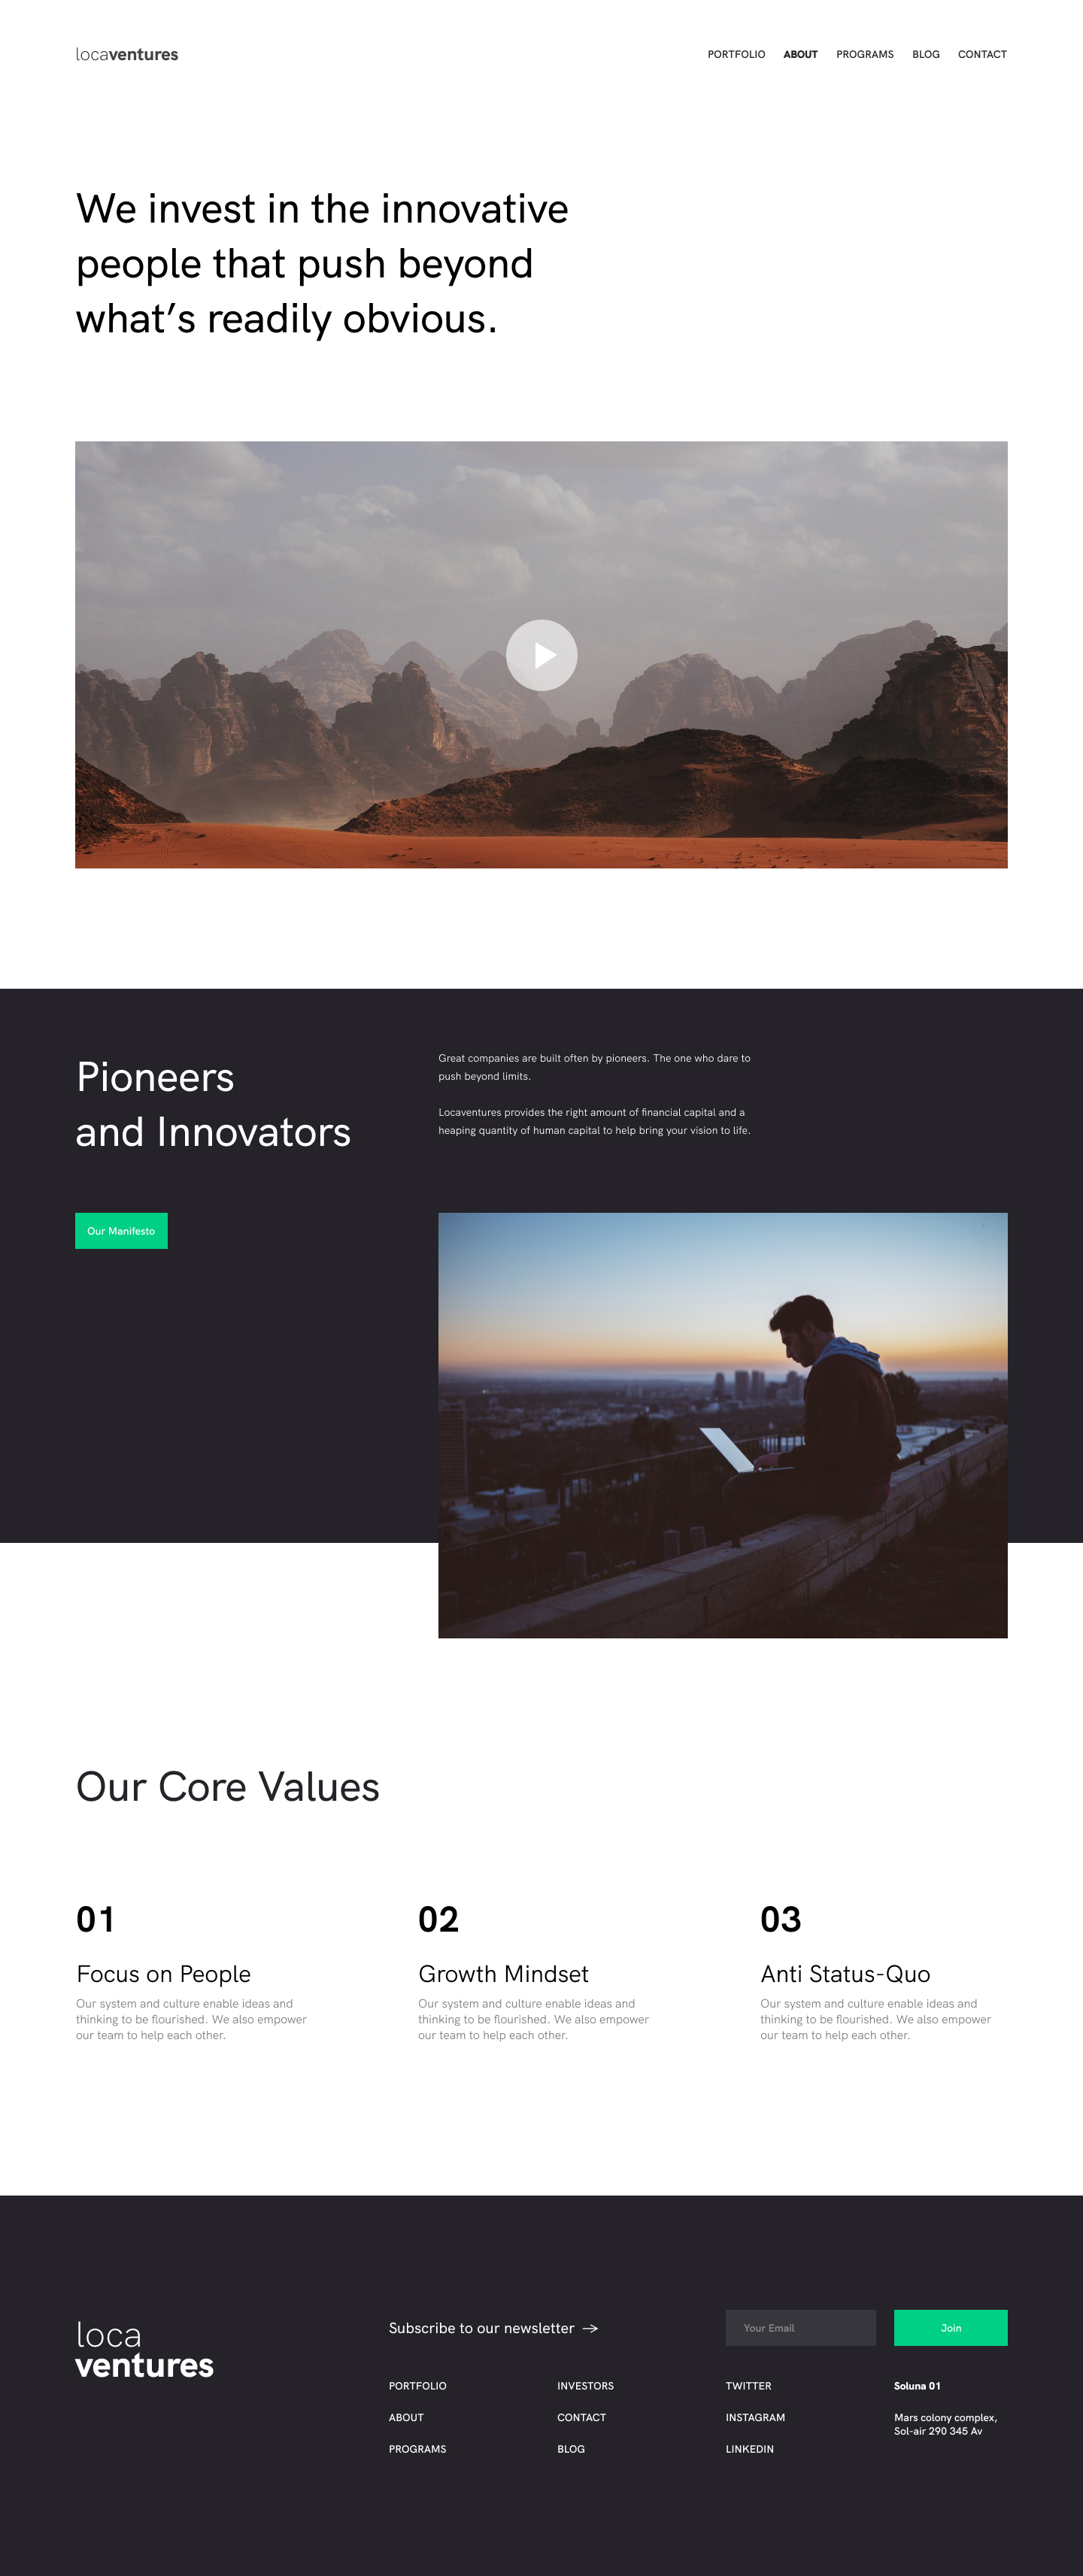 locaventures
PORTFOLIO ABOUT PROGRAMS BLOG CONTACT
We invest in the innovative
people that push beyond
what’s readily obvious.
Pioneers
and Innovators
Great companies are built often by pioneers. The one who dare to
push beyond limits.
Locaventures provides the right amount of financial capital and a
heaping quantity of human capital to help bring your vision to life.
Our Manifesto
Our Core Values
01
Focus on People
Our system and culture enable ideas and
thinking to be flourished. We also empower
our team to help each other.
02
Growth Mindset
Our system and culture enable ideas and
thinking to be flourished. We also empower
our team to help each other.
03
Anti Status-Quo
Our system and culture enable ideas and
thinking to be flourished. We also empower
our team to help each other.
loca
ventures
Subscribe to our newsletter →
Your Email
Join
PORTFOLIO
ABOUT
PROGRAMS
INVESTORS
CONTACT
BLOG
TWITTER
INSTAGRAM
LINKEDIN
Soluna 01
Mars colony complex,
Sol-air 290 345 Av